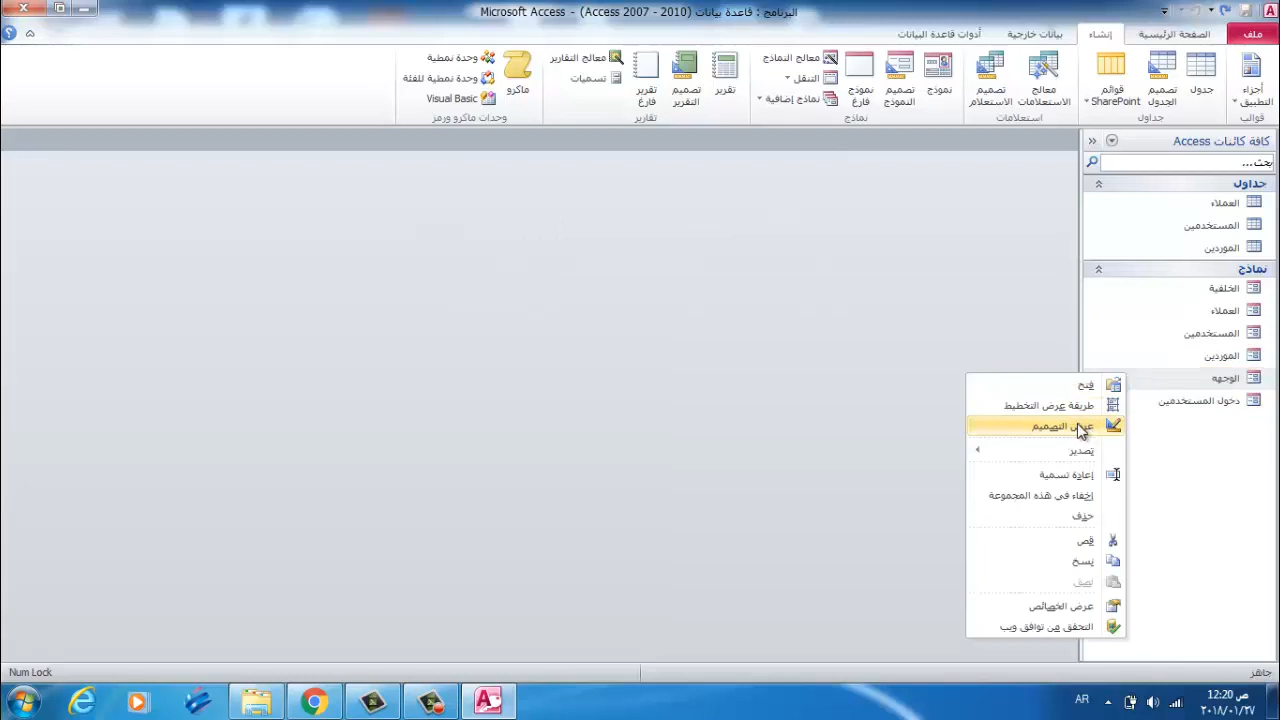 البرنامج : قاعدة بيانات (Access 2007 - 2010) - Microsoft Access
ملف
الصفحة الرئيسية
إنشاء
بيانات خارجية
أدوات قاعدة البيانات
أجزاء التطبيق
جدول
تصميم الجدول
قوائم SharePoint
معالج الاستعلامات
تصميم الاستعلام
نموذج
تصميم النموذج
نموذج فارغ
معالج النماذج
التنقل
نماذج إضافية
تقرير
تصميم التقرير
تقرير فارغ
معالج التقارير
تسميات
ماكرو
وحدة نمطية
وحدة نمطية للفئة
Visual Basic
قوالب
جداول
استعلامات
نماذج
تقارير
وحدات ماكرو ورمز
كافة كائنات Access
بحث...
جداول
العملاء
المستخدمين
الموردين
نماذج
الخلفية
العملاء
المستخدمين
الموردين
الوجهه
دخول المستخدمين
فتح
طريقة عرض التخطيط
عرض التصميم
تصدير
إعادة تسمية
إخفاء في هذه المجموعة
حذف
قص
نسخ
لصق
عرض الخصائص
التحقق من توافق ويب
Num Lock
جاهز
AR
12:20 ص
٢٠١٨/٠١/٢٧